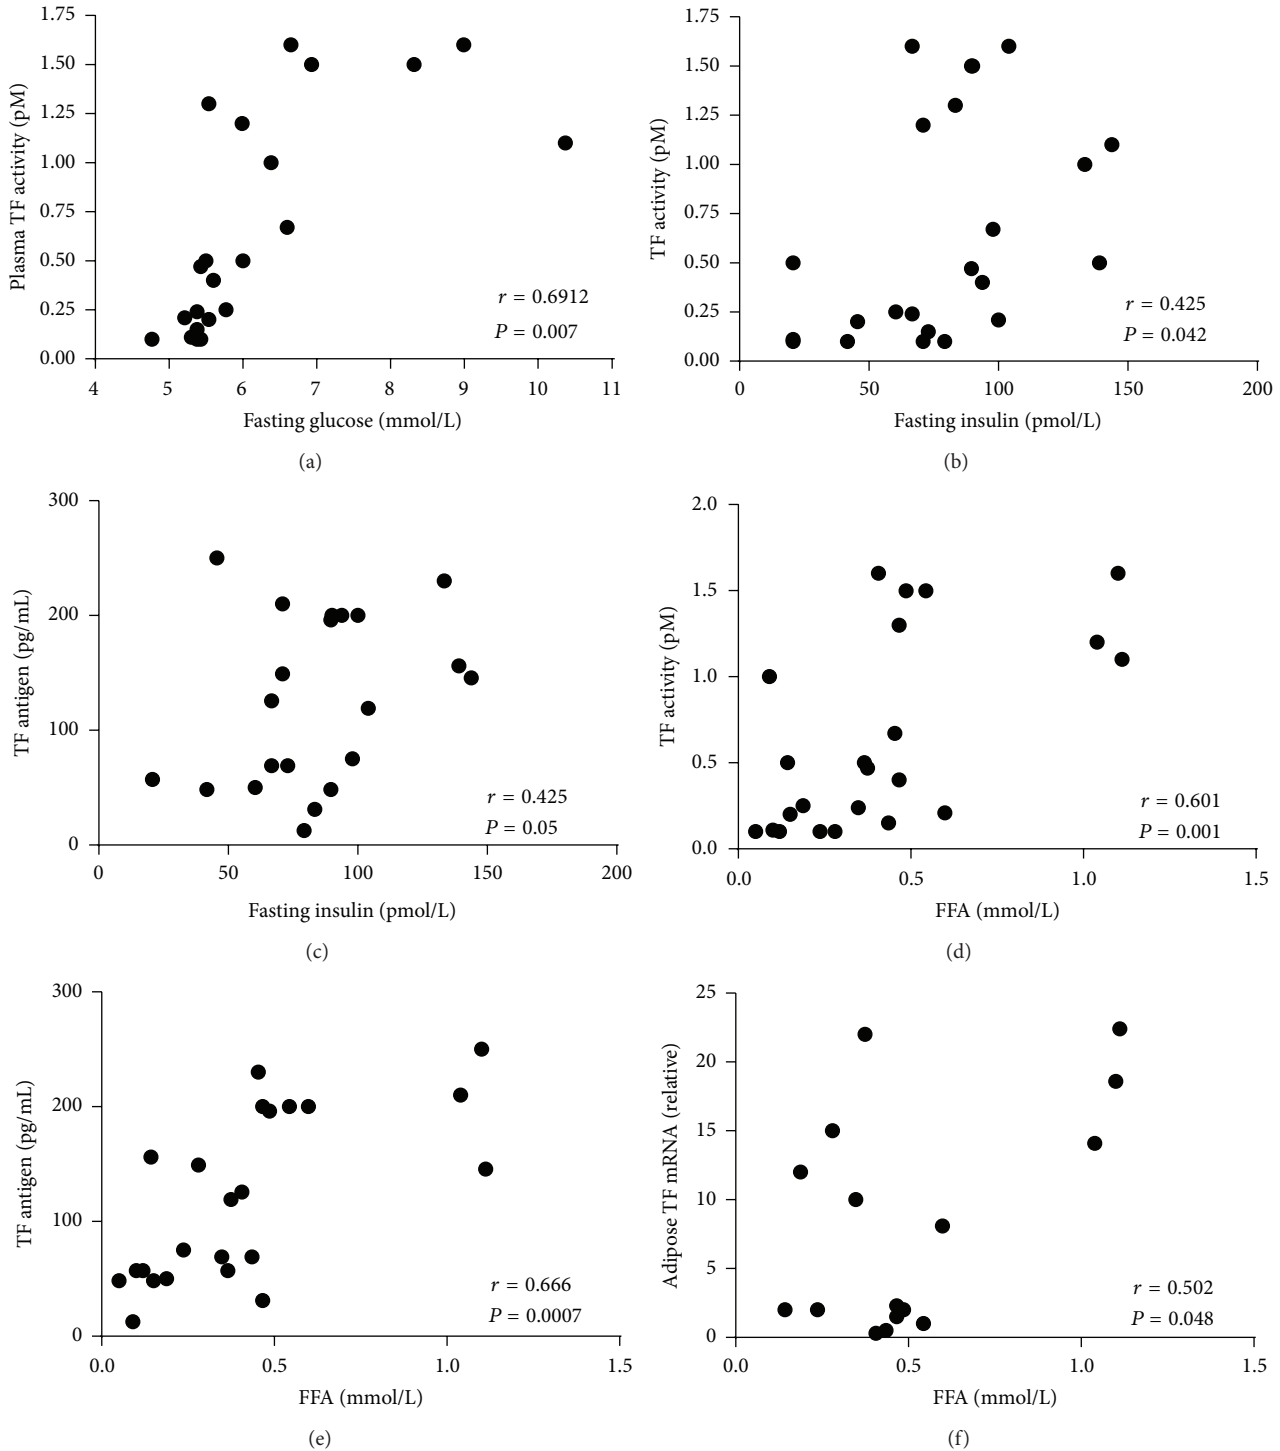 Plasma TF activity (pM)
1.75
1.50
1.25
1.00
0.75
0.50
0.25
0.00
4 5 6 7 8 9 10 11
Fasting glucose (mmol/L)
r = 0.6912
P = 0.007
(a)
TF activity (pM)
1.75
1.50
1.25
1.00
0.75
0.50
0.25
0.00
0 50 100 150 200
Fasting insulin (pmol/L)
r = 0.425
P = 0.042
(b)
TF antigen (pg/mL)
300
200
100
0
0 50 100 150 200
Fasting insulin (pmol/L)
r = 0.425
P = 0.05
(c)
TF activity (pM)
2.0
1.5
1.0
0.5
0.0
0.0 0.5 1.0 1.5
FFA (mmol/L)
r = 0.601
P = 0.001
(d)
TF antigen (pg/mL)
300
200
100
0
0.0 0.5 1.0 1.5
FFA (mmol/L)
r = 0.666
P = 0.0007
(e)
Adipose TF mRNA (relative)
25
20
15
10
5
0
0.0 0.5 1.0 1.5
FFA (mmol/L)
r = 0.502
P = 0.048
(f)